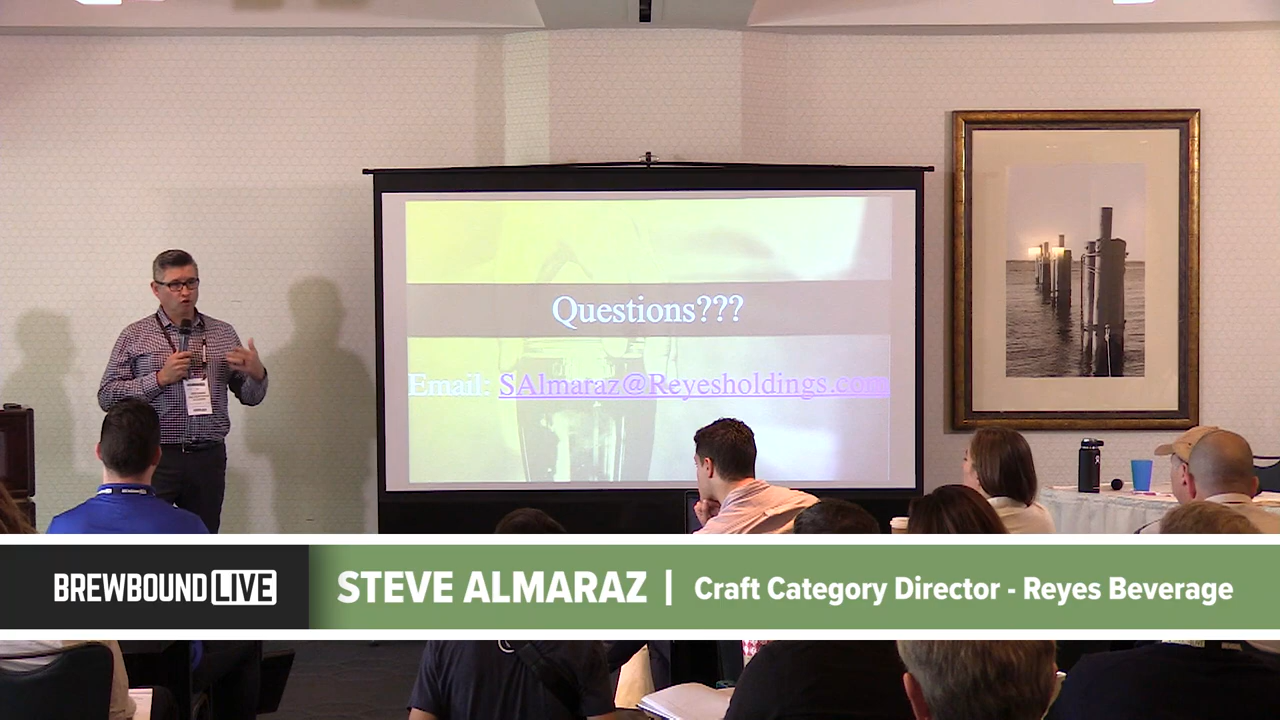 Questions???
Email: SAlmaraz@Reyesholdings.com
BREWBOUND LIVE
STEVE ALMARAZ | Craft Category Director - Reyes Beverage